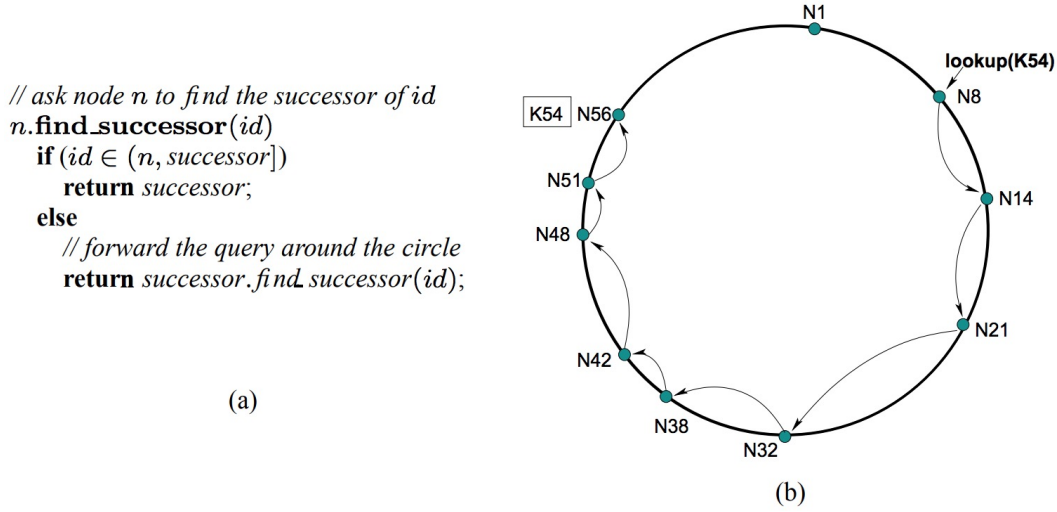 // ask node n to find the successor of id
n.find_successor(id)
if (id ∈ (n, successor])
return successor;
else
// forward the query around the circle
return successor.find_successor(id);
(a)
N1
lookup(K54)
N8
K54 N56
N51
N14
N48
N21
N42
N38
N32
(b)